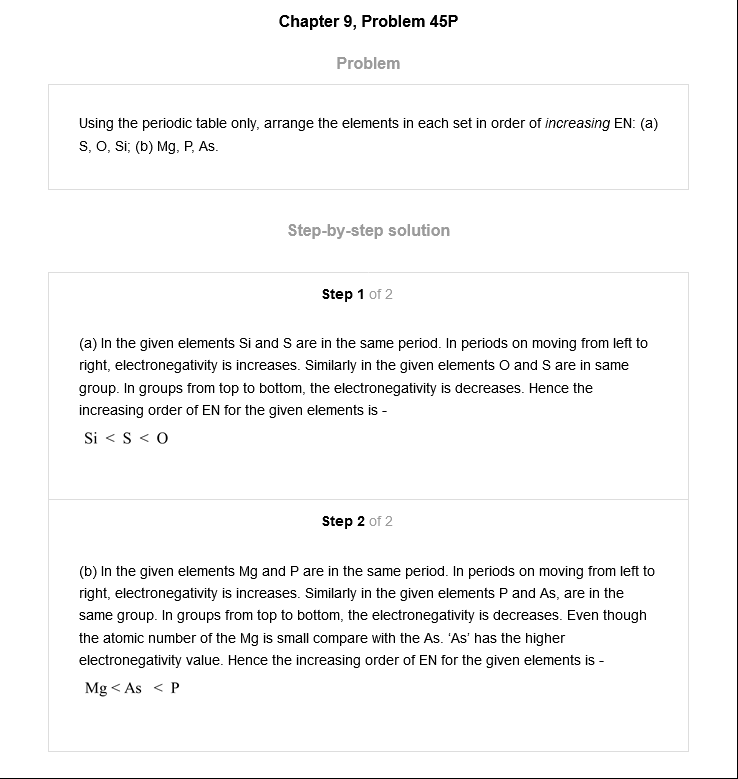 Chapter 9, Problem 45P
Problem
Using the periodic table only, arrange the elements in each set in order of increasing EN: (a)
S, O, Si; (b) Mg, P, As.
Step-by-step solution
Step 1 of 2
(a) In the given elements Si and S are in the same period. In periods on moving from left to
right, electronegativity is increases. Similarly in the given elements O and S are in same
group. In groups from top to bottom, the electronegativity is decreases. Hence the
increasing order of EN for the given elements is -
Si < S < O
Step 2 of 2
(b) In the given elements Mg and P are in the same period. In periods on moving from left to
right, electronegativity is increases. Similarly in the given elements P and As, are in the
same group. In groups from top to bottom, the electronegativity is decreases. Even though
the atomic number of the Mg is small compare with the As. ‘As’ has the higher
electronegativity value. Hence the increasing order of EN for the given elements is -
Mg < As < P